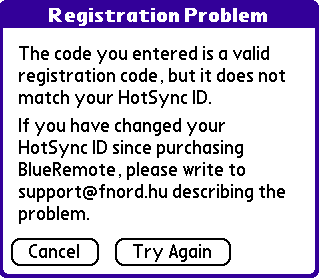 Registration Problem
The code you entered is a valid
registration code, but it does not
match your HotSync ID.
If you have changed your
HotSync ID since purchasing
BlueRemote, please write to
support@fnord.hu describing the
problem.
Cancel
Try Again